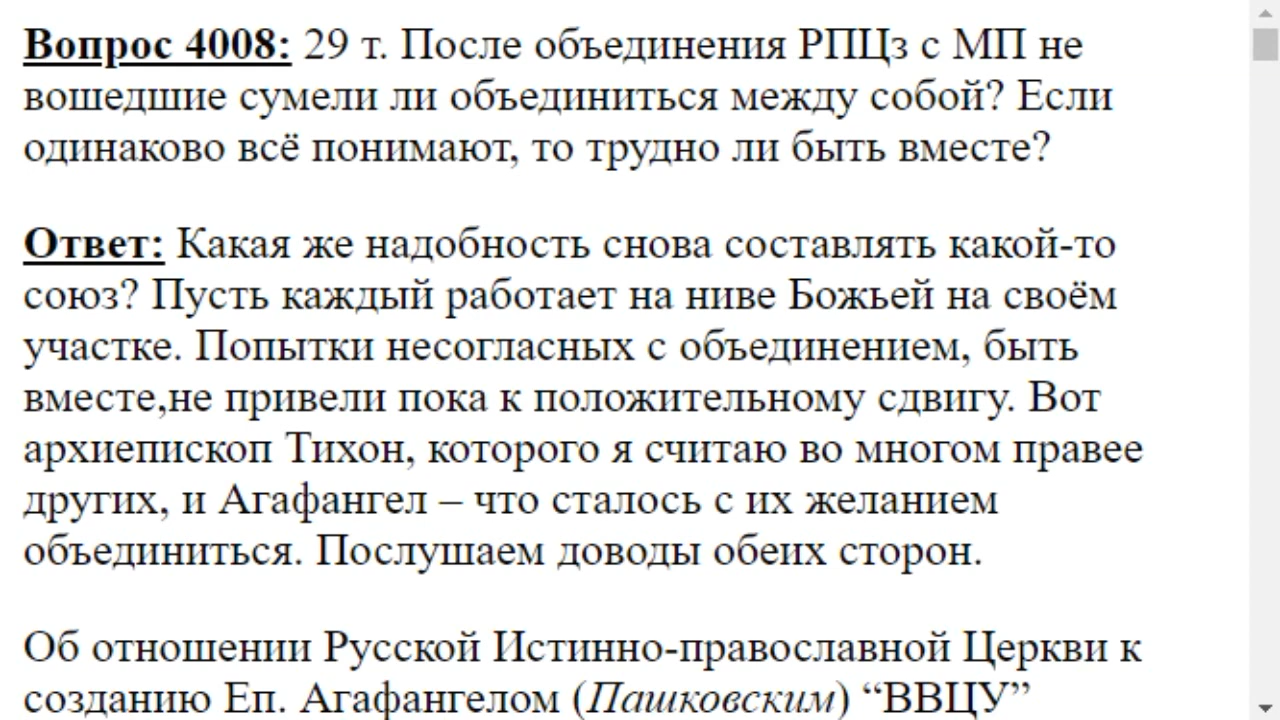 Вопрос 4008: 29 т. После объединения РПЦз с МП не
вошедшие сумели ли объединиться между собой? Если
одинаково всё понимают, то трудно ли быть вместе?
Ответ: Какая же надобность снова составлять какой-то
союз? Пусть каждый работает на ниве Божьей на своём
участке. Попытки несогласных с объединением, быть
вместе,не привели пока к положительному сдвигу. Вот
архиепископ Тихон, которого я считаю во многом правее
других, и Агафангел – что сталось с их желанием
объединиться. Послушаем доводы обеих сторон.
Об отношении Русской Истинно-православной Церкви к
созданию Еп. Агафангелом (Пашковским) “ВВЦУ”